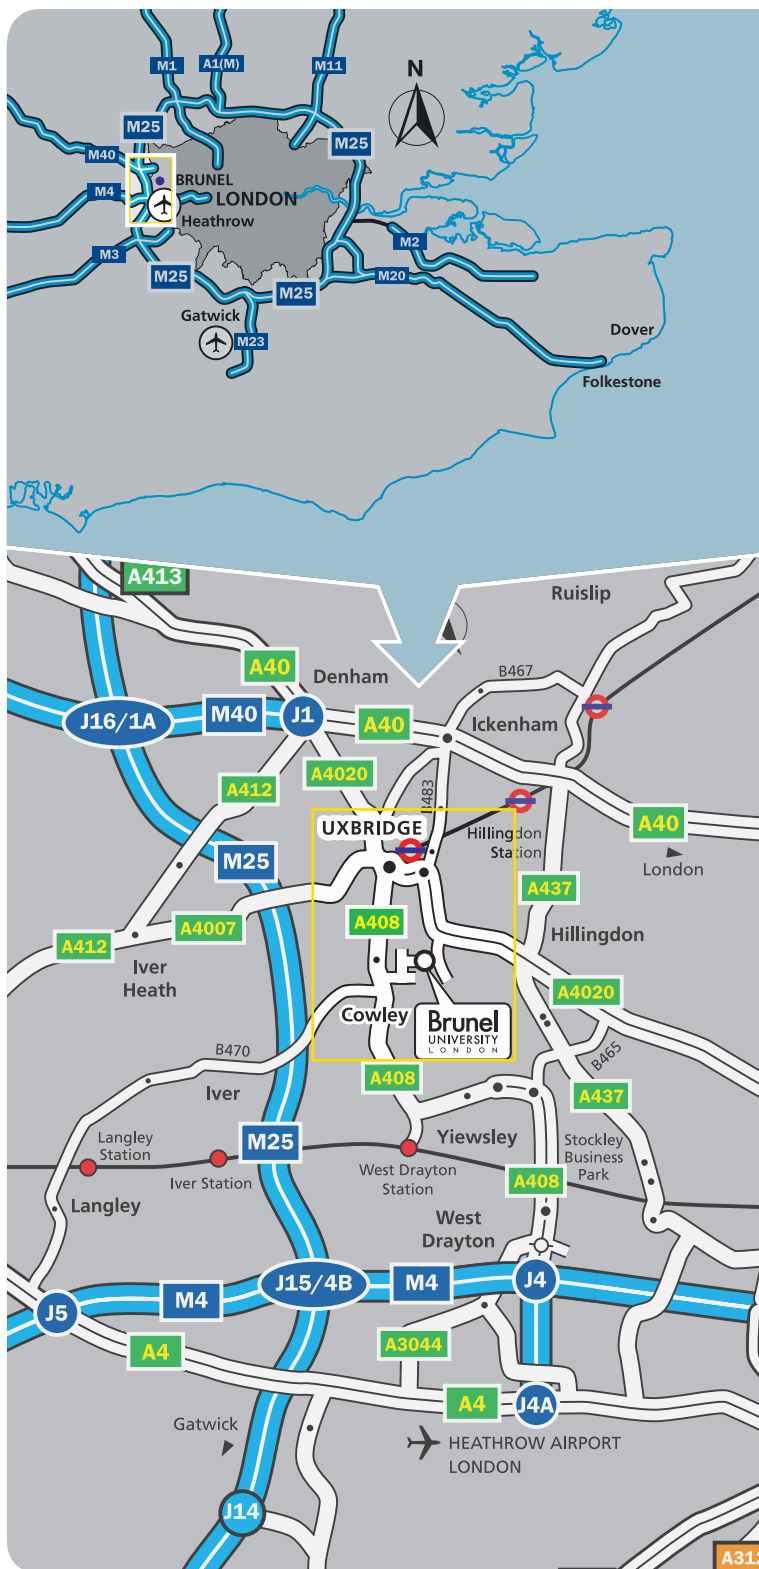 M1
A1(M)
M11
N
M25
M25
M40
BRUNEL
M4
LONDON
Heathrow
M3
M2
M25
M20
M25
Gatwick
M23
Dover
Folkestone
A413
Ruislip
A40
Denham
B467
J16/1A
M40
J1
A40
Ickenham
A412
A4020
B483
UXBRIDGE
Hillingdon
Station
A40
London
M25
A437
A408
A4007
A412
Hillingdon
Iver
Heath
A4020
Cowley
Brunel
UNIVERSITY
LONDON
B470
B465
A408
Iver
A437
Langley
Station
M25
Yiewsley
Stockley
Business
Park
Iver Station
West Drayton
Station
A408
Langley
West
Drayton
J15/4B
M4
J4
M4
J5
A4
A3044
A4
J4A
Gatwick
HEATHROW AIRPORT
LONDON
J14
A312